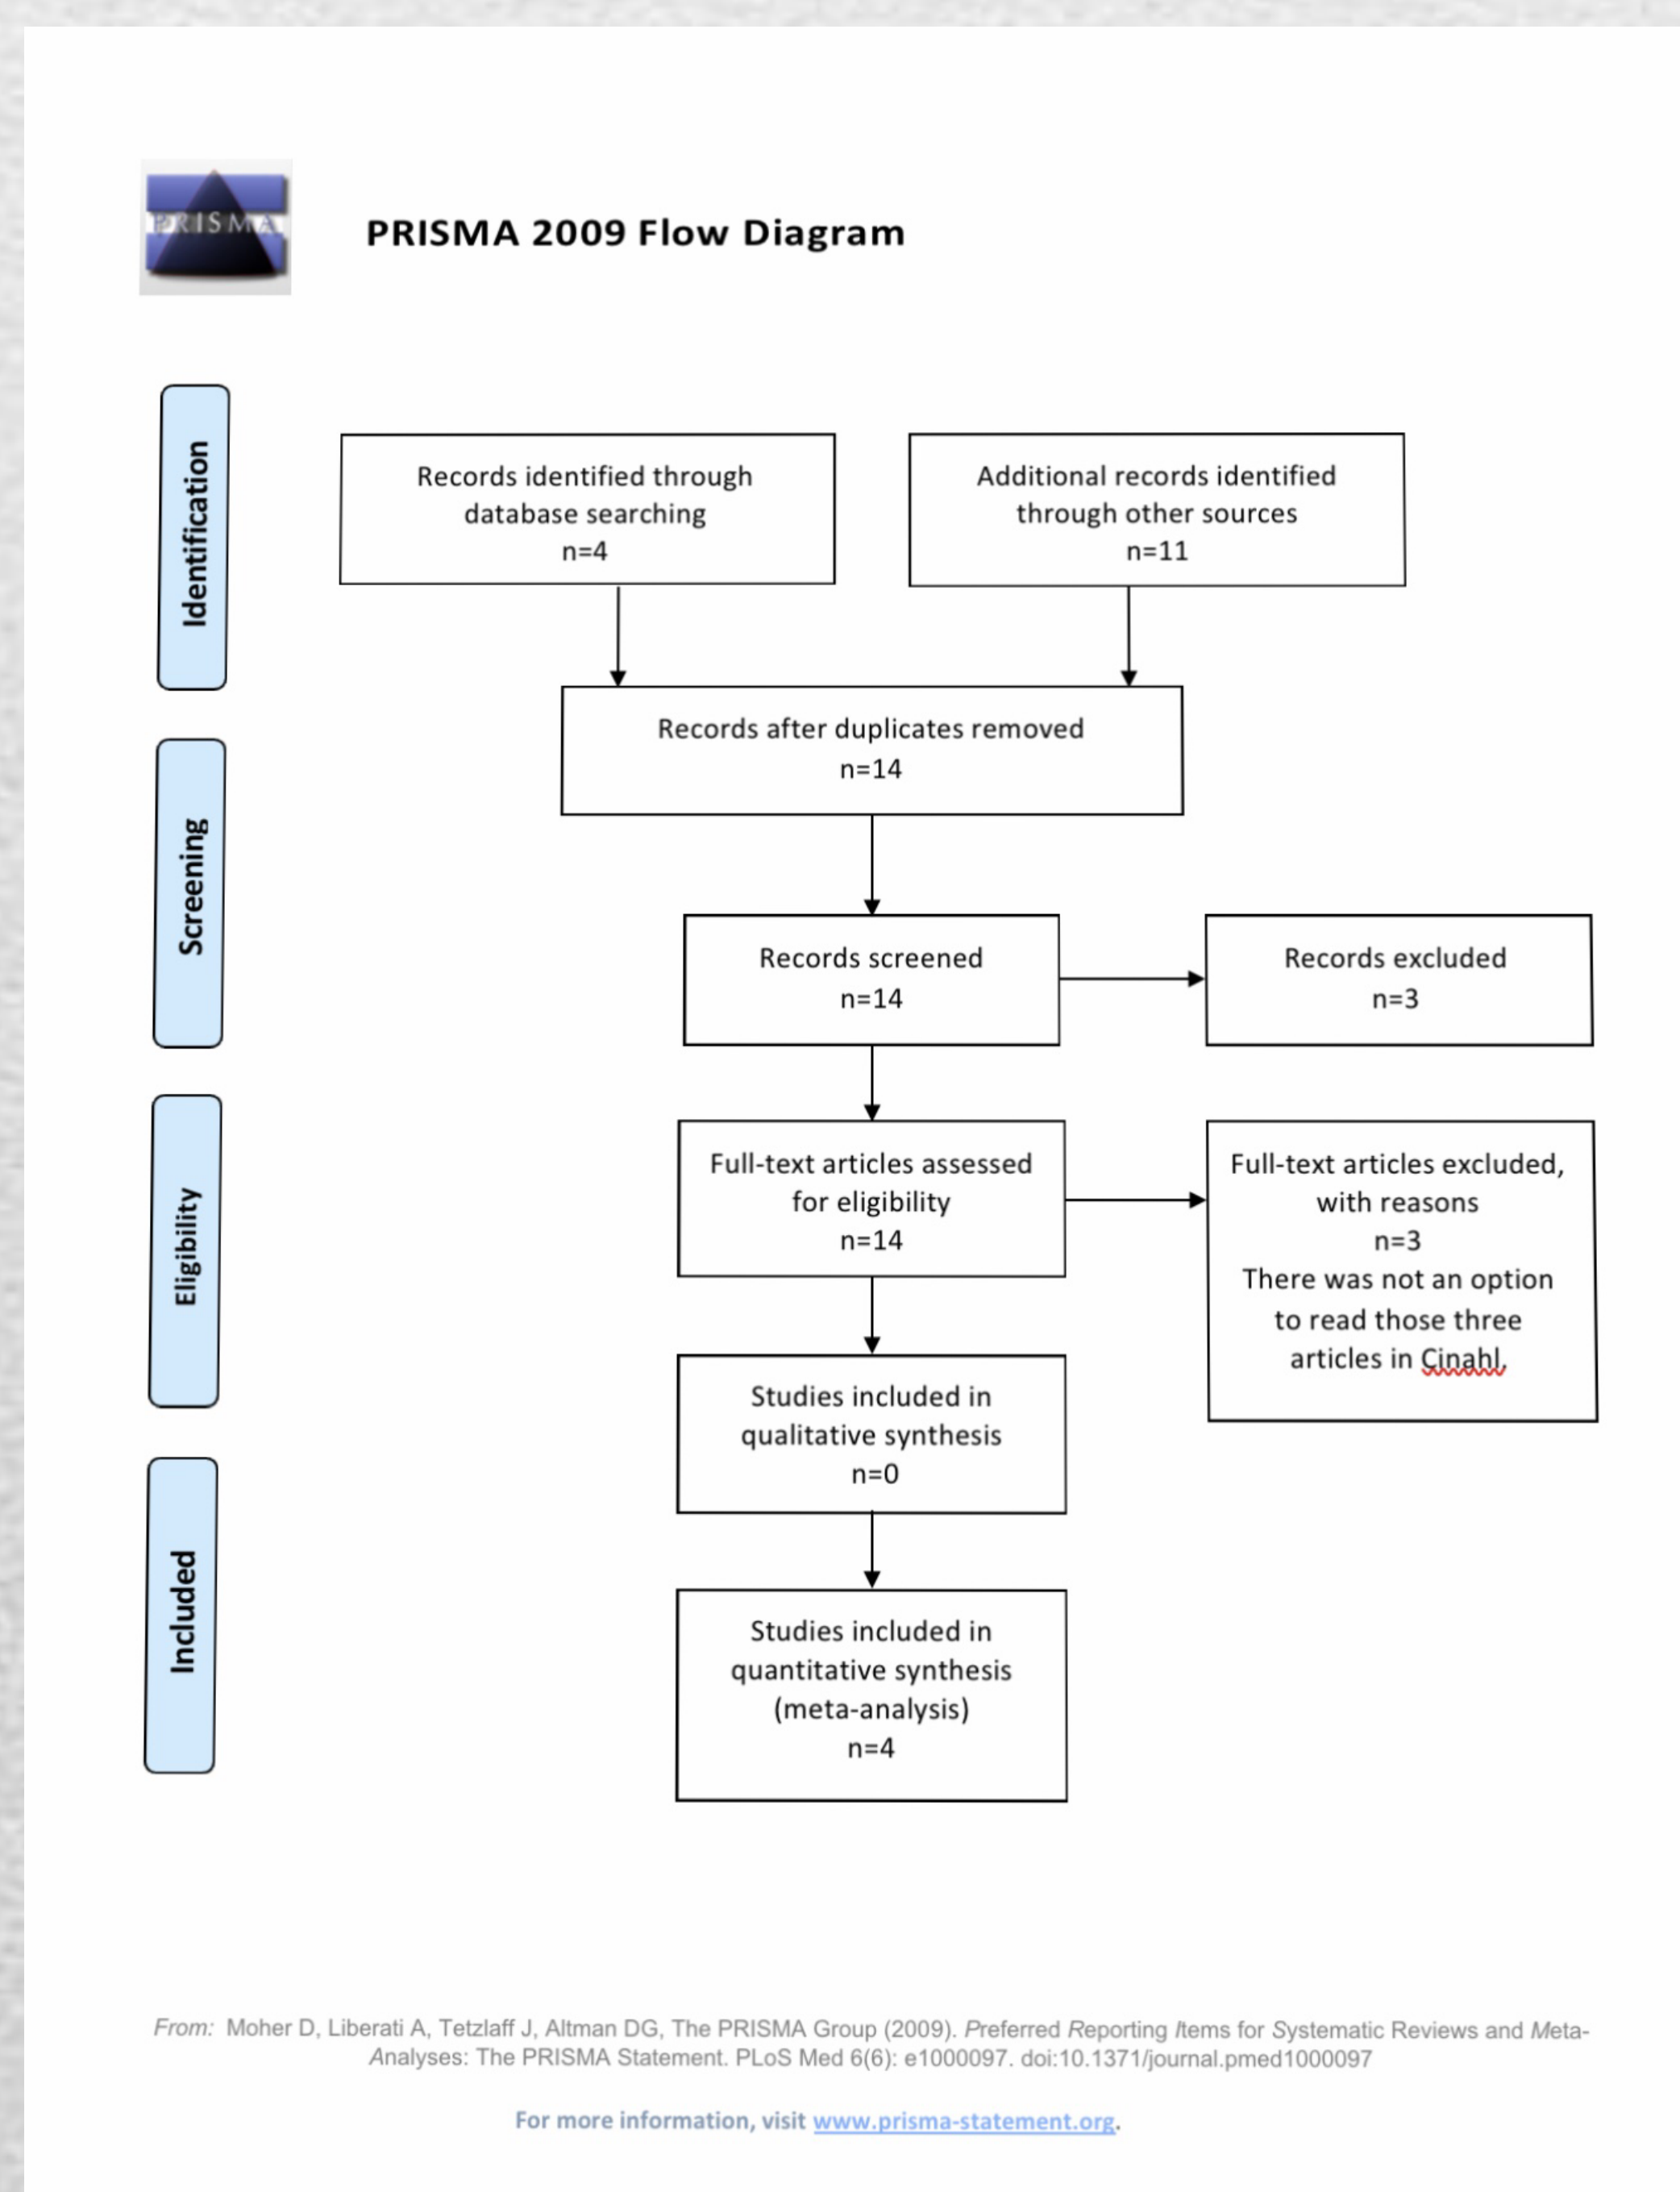 PRISMA
PRISMA 2009 Flow Diagram
Identification
Records identified through
database searching
n=4
Additional records identified
through other sources
n=11
Records after duplicates removed
n=14
Screening
Records screened
n=14
Records excluded
n=3
Eligibility
Full-text articles assessed
for eligibility
n=14
Full-text articles excluded,
with reasons
n=3
There was not an option
to read those three
articles in Cinahl.
Studies included in
qualitative synthesis
n=0
Included
Studies included in
quantitative synthesis
(meta-analysis)
n=4
From: Moher D, Liberati A, Tetzlaff J, Altman DG, The PRISMA Group (2009). Preferred Reporting Items for Systematic Reviews and Meta-
Analyses: The PRISMA Statement. PLoS Med 6(6): e1000097. doi:10.1371/journal.pmed1000097
For more information, visit www.prisma-statement.org.